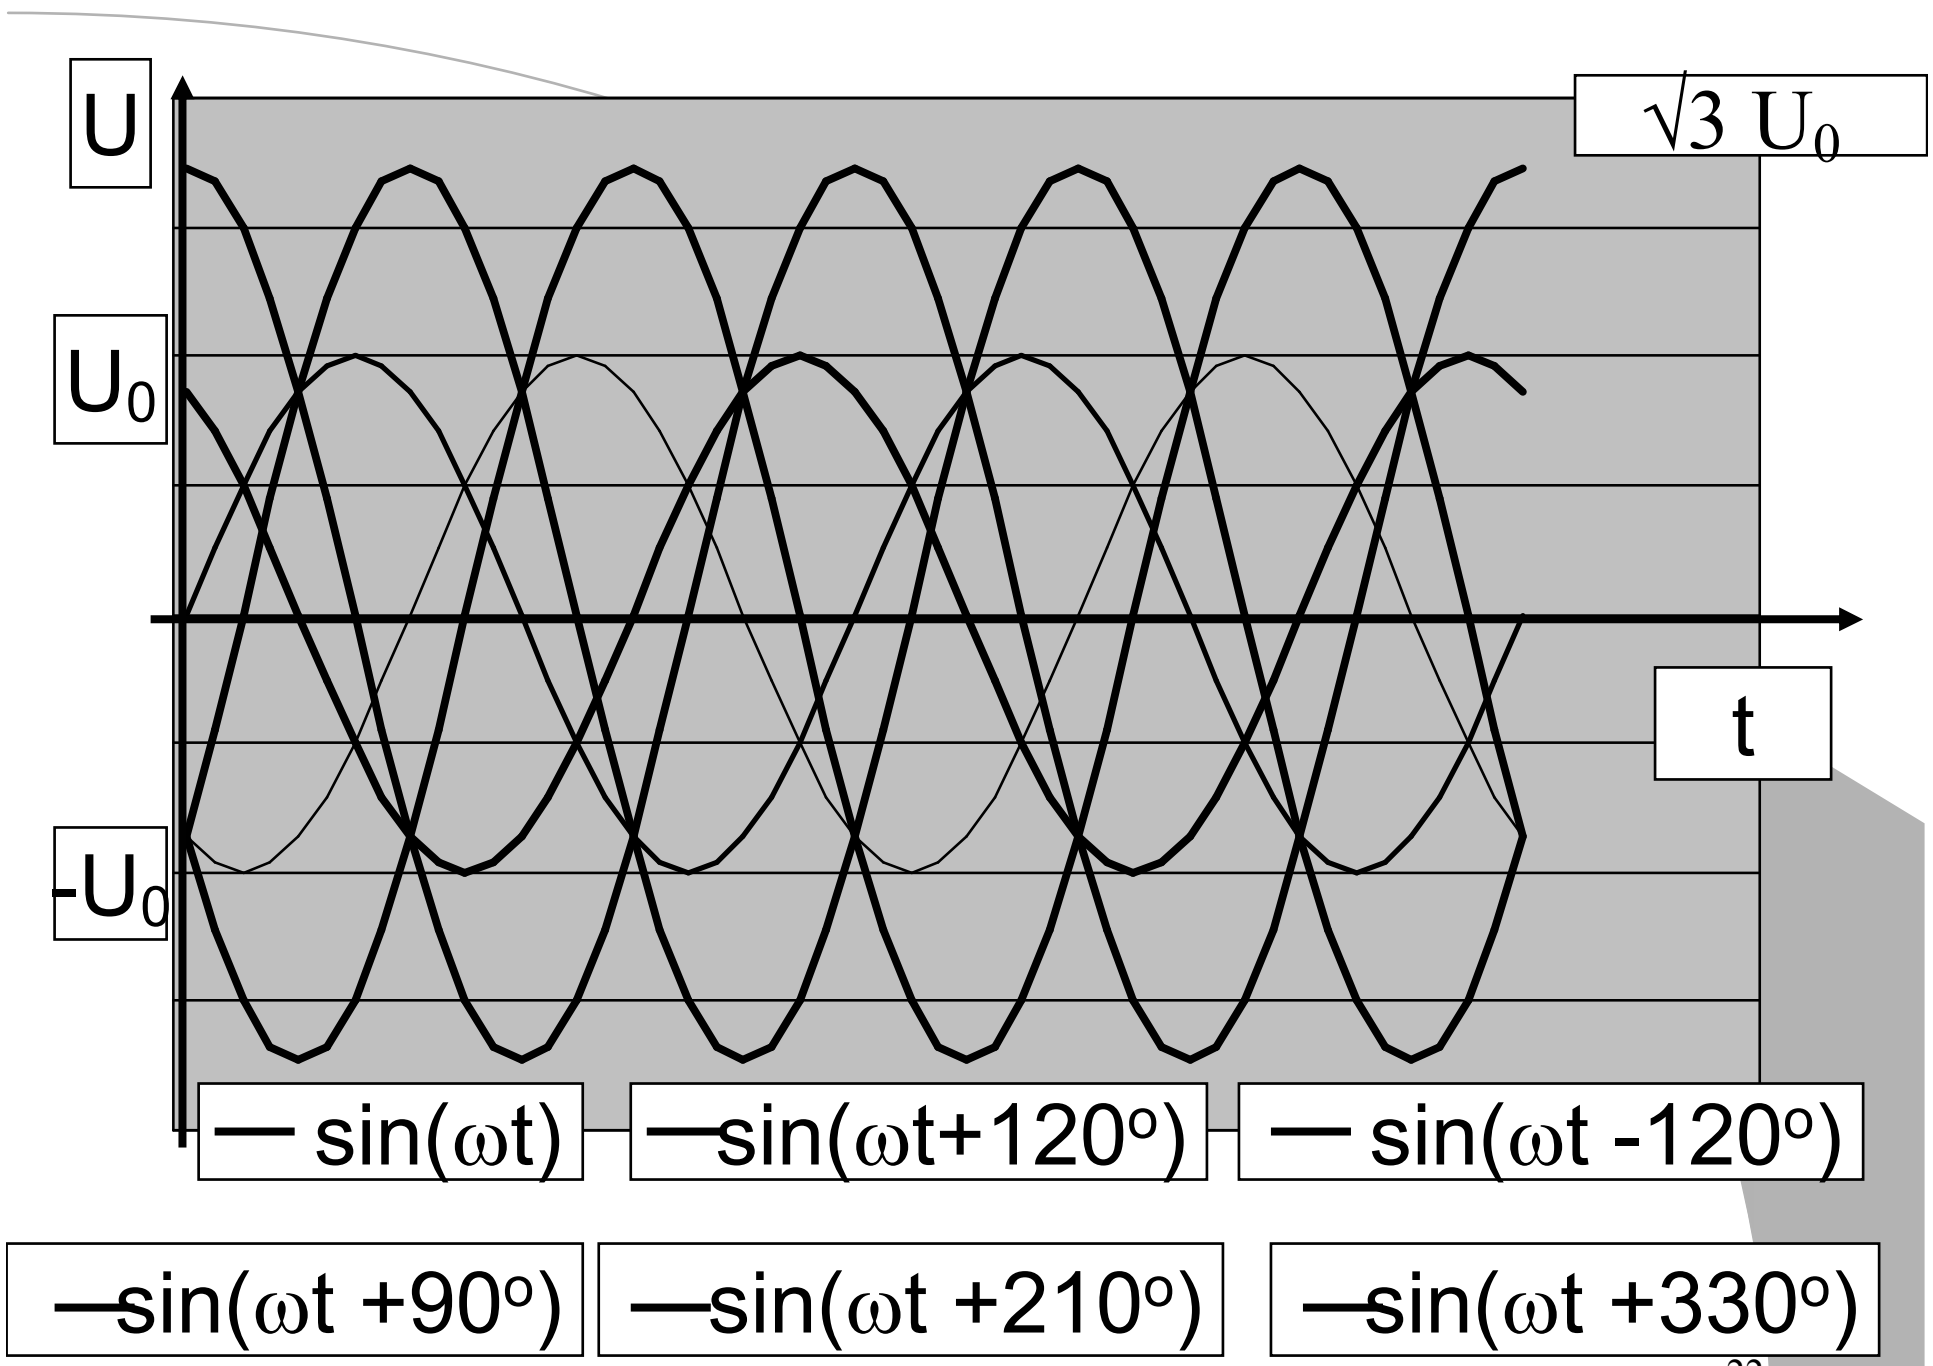 U
√3 U₀
U₀
t
-U₀
sin(ωt)
sin(ωt+120º)
sin(ωt -120º)
sin(ωt +90º)
sin(ωt +210º)
sin(ωt +330º)